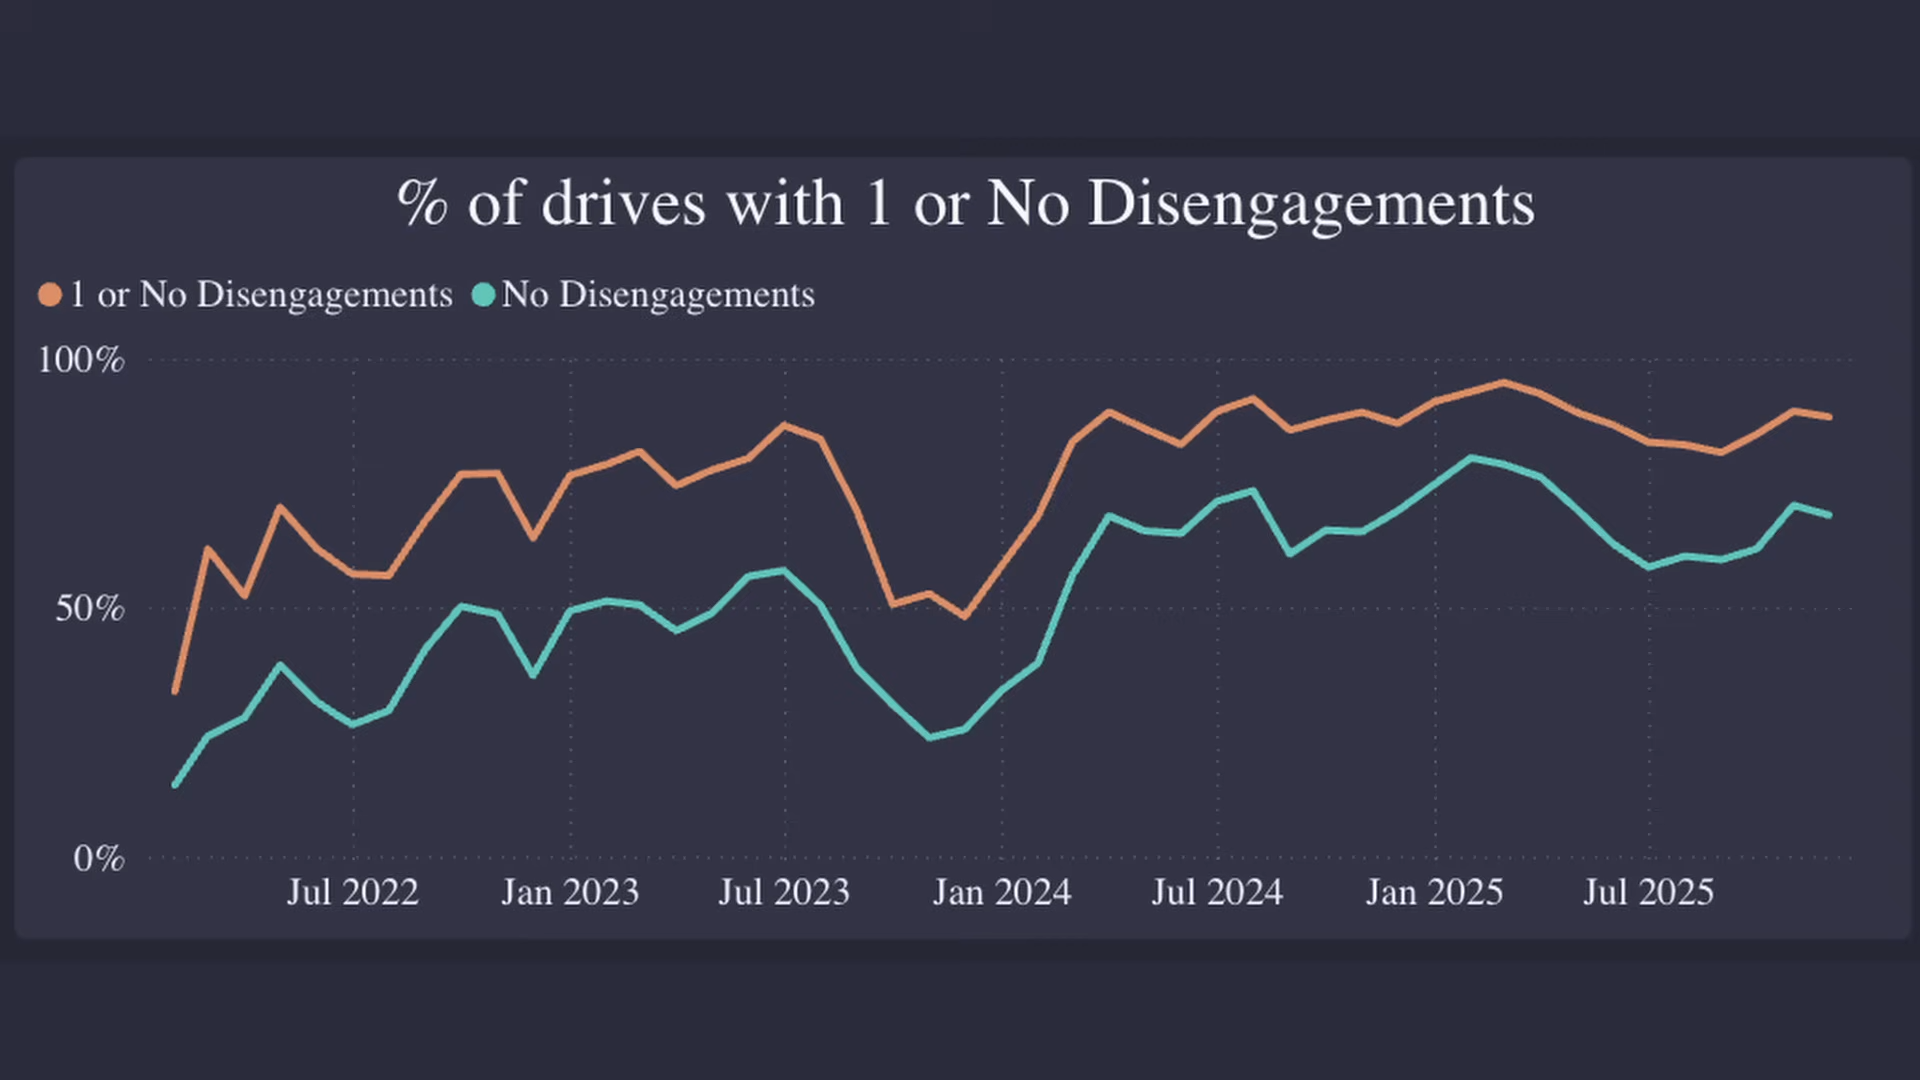 % of drives with 1 or No Disengagements
1 or No Disengagements No Disengagements
100%
50%
0%
Jul 2022 Jan 2023 Jul 2023 Jan 2024 Jul 2024 Jan 2025 Jul 2025